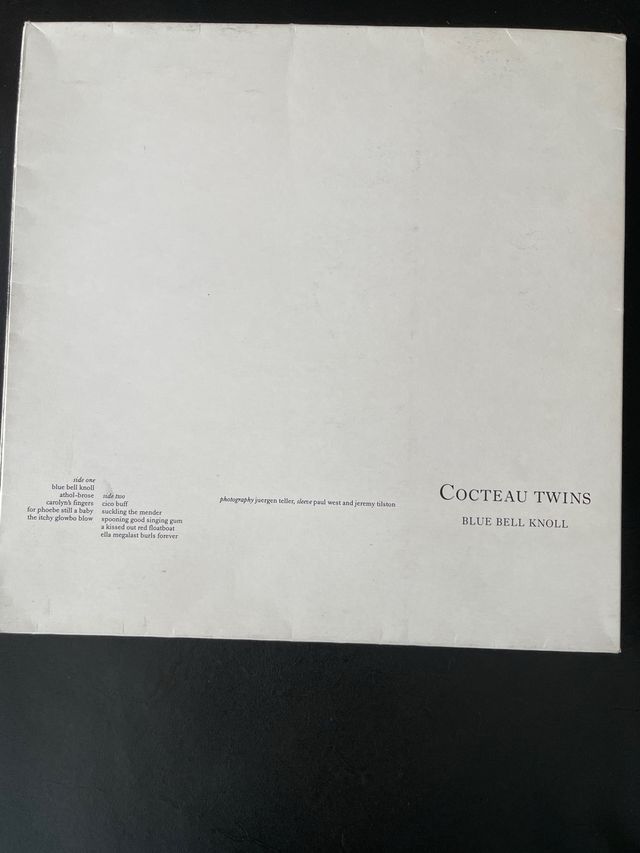 side one
blue bell knoll
athol-brose
carolyn's fingers
for phoebe still a baby
the itchy glowbo blow
side two
cico buff
suckling the mender
spooning good singing gum
a kissed out red floatboat
ella megalast burls forever
photography juergen teller, sleeve paul west and jeremy tilston
COCTEAU TWINS
BLUE BELL KNOLL